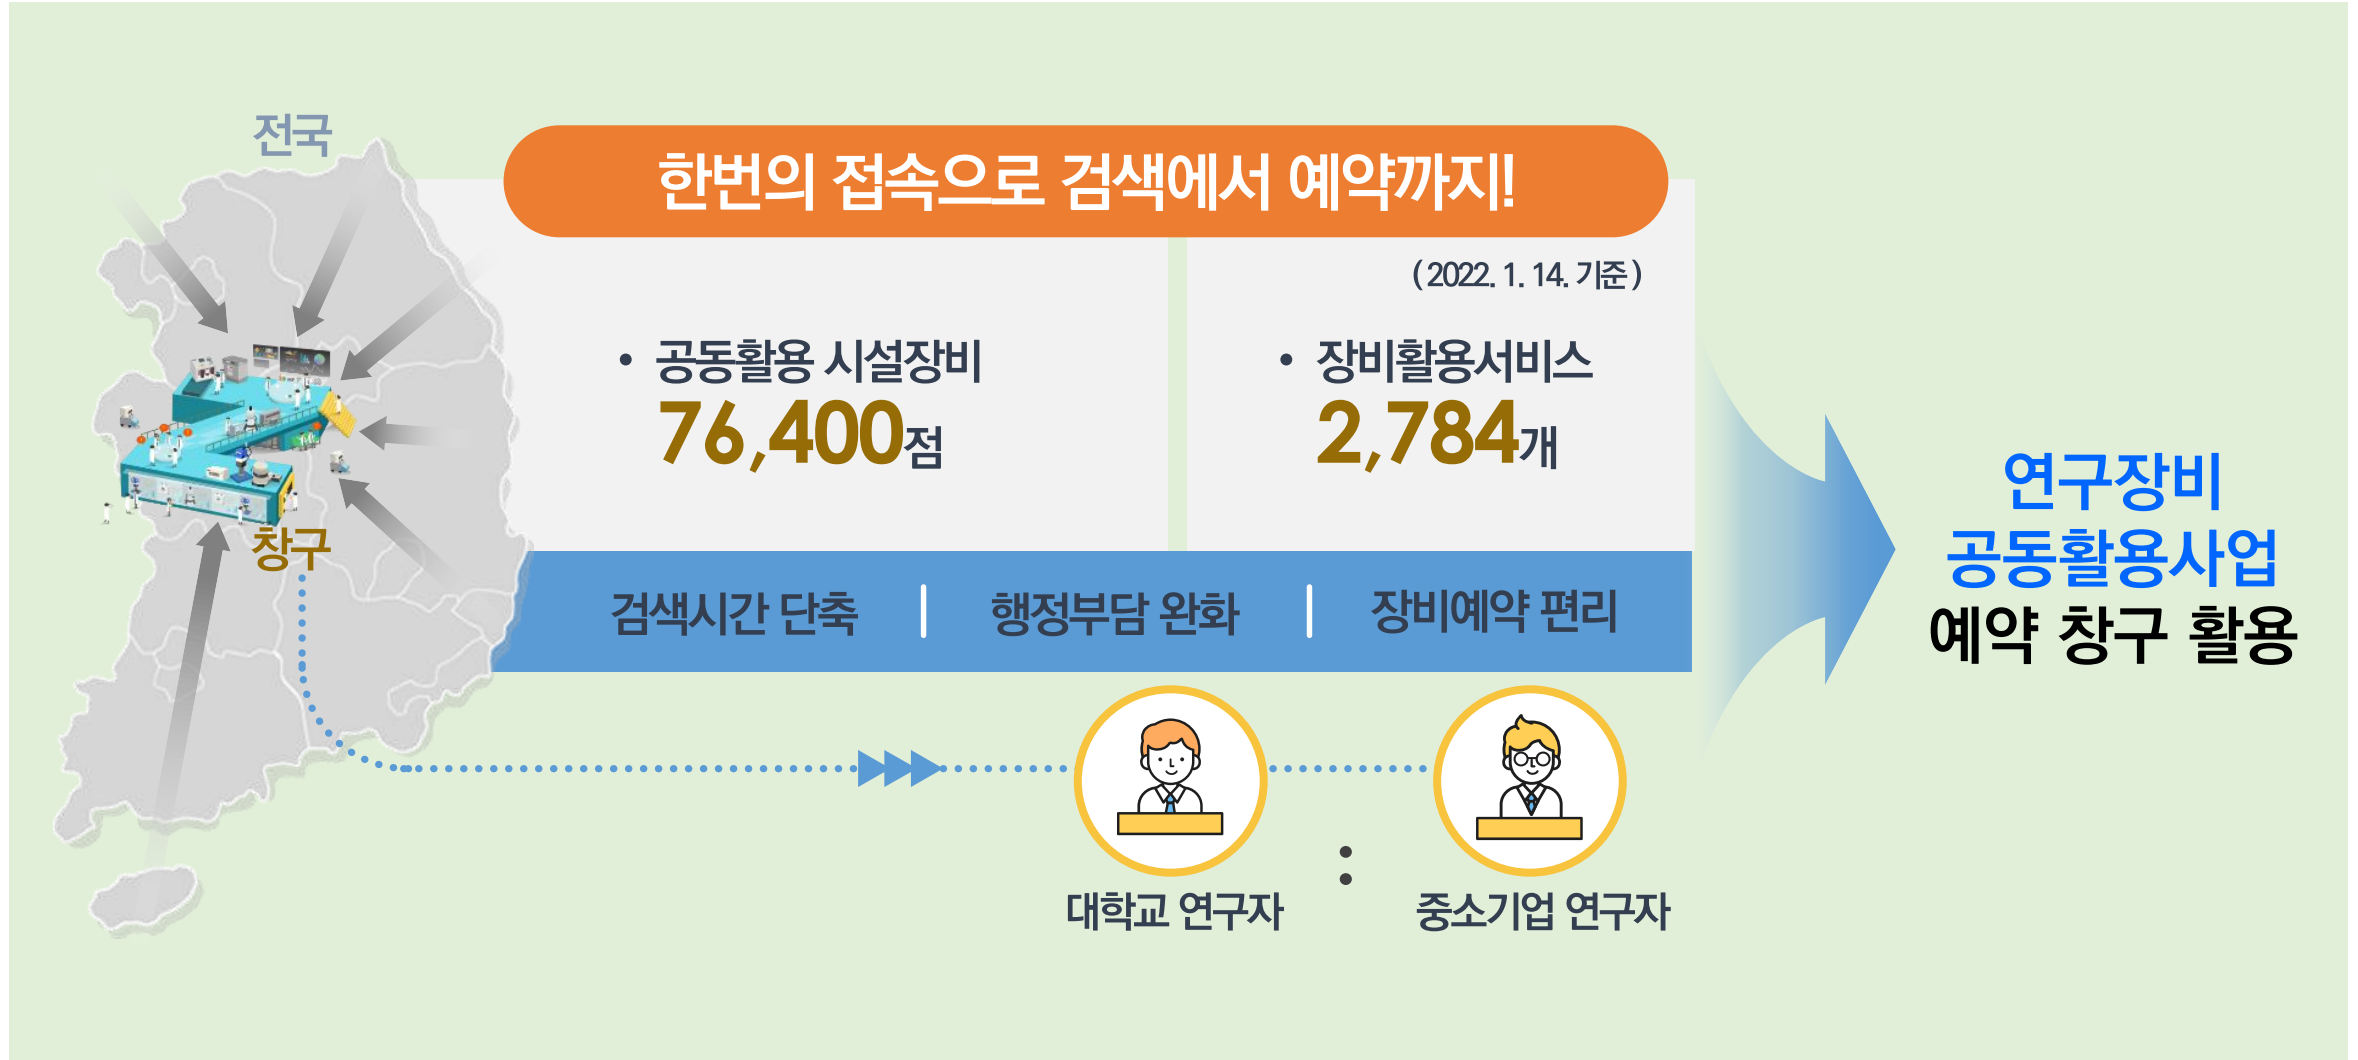 전국
한번의 접속으로 검색에서 예약까지!
( 2022. 1. 14. 기준 )
• 공동활용 시설장비
76,400점
• 장비활용서비스
2,784개
창구
검색시간 단축 | 행정부담 완화 | 장비예약 편리
대학교 연구자
:
중소기업 연구자
연구장비
공동활용사업
예약 창구 활용